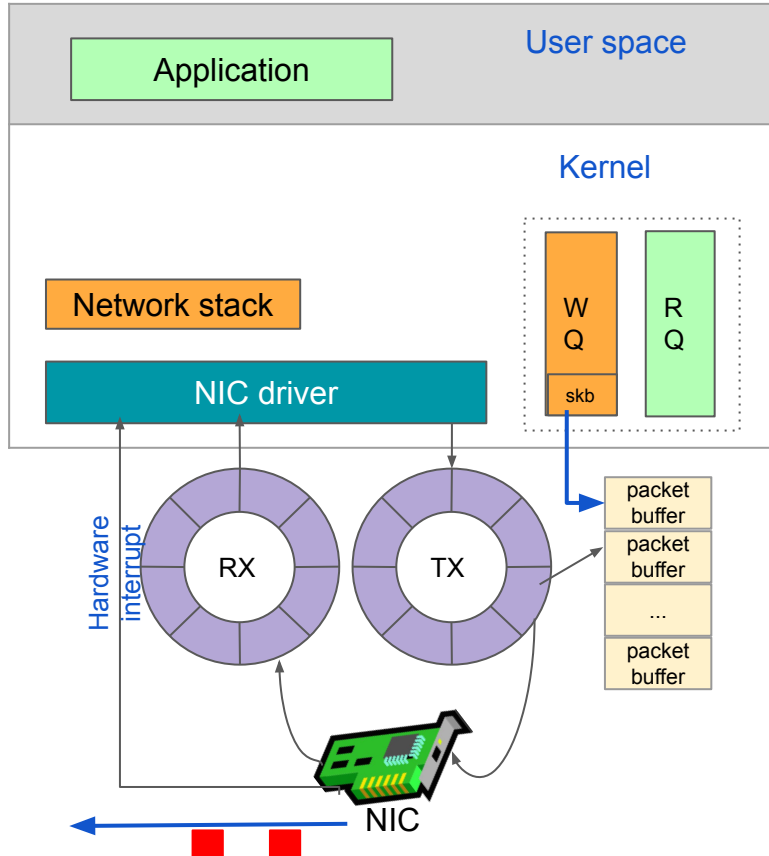 User space
Application
Kernel
W
Q
R
Q
skb
Network stack
NIC driver
Hardware
interrupt
RX
TX
packet
buffer
packet
buffer
...
packet
buffer
NIC